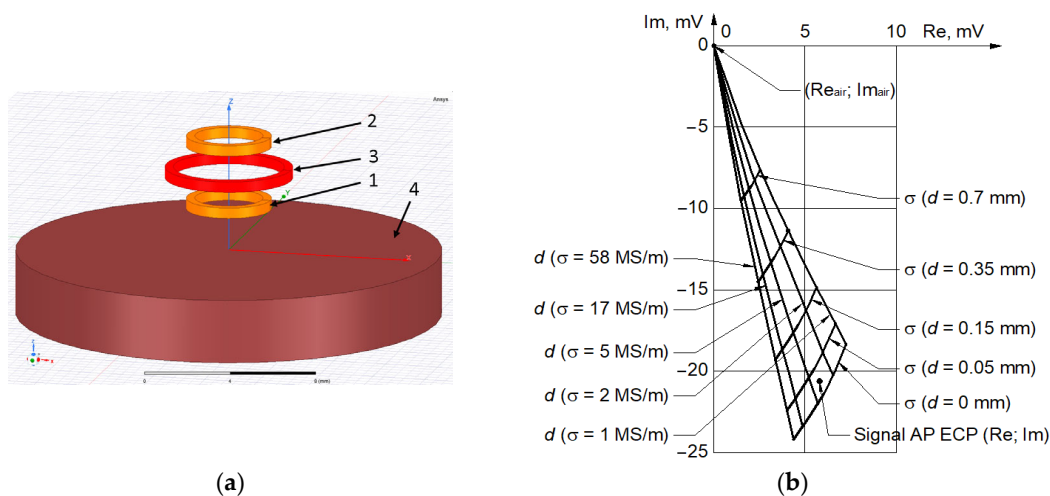 Ansys
Z
2
3
1
Y
4
X
Z
Y
X
0
4
8 (mm)
(a)
Im, mV
0
5
10
Re, mV
0
(Reair; Imair)
−5
σ (d = 0.7 mm)
−10
d (σ = 58 MS/m)
σ (d = 0.35 mm)
−15
d (σ = 17 MS/m)
σ (d = 0.15 mm)
d (σ = 5 MS/m)
σ (d = 0.05 mm)
−20
d (σ = 2 MS/m)
σ (d = 0 mm)
d (σ = 1 MS/m)
Signal AP ECP (Re; Im)
−25
(b)